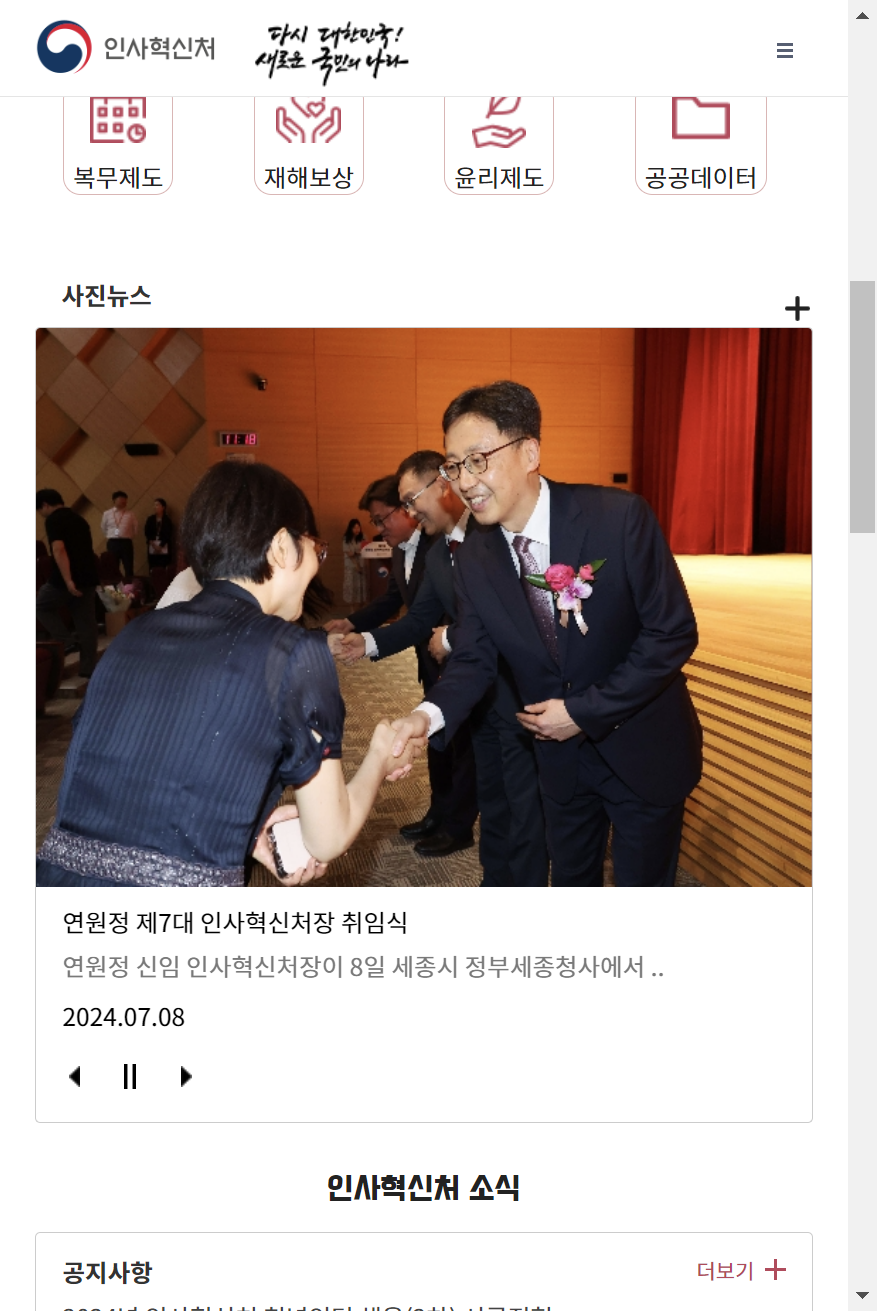 인사혁신처
다시 대한민국!
새로운 국민의 나라
복무제도
재해보상
윤리제도
공공데이터
사진뉴스
11:18
연원정 제7대 인사혁신처장 취임식
연원정 신임 인사혁신처장이 8일 세종시 정부세종청사에서 ..
2024.07.08
인사혁신처 소식
공지사항
더보기